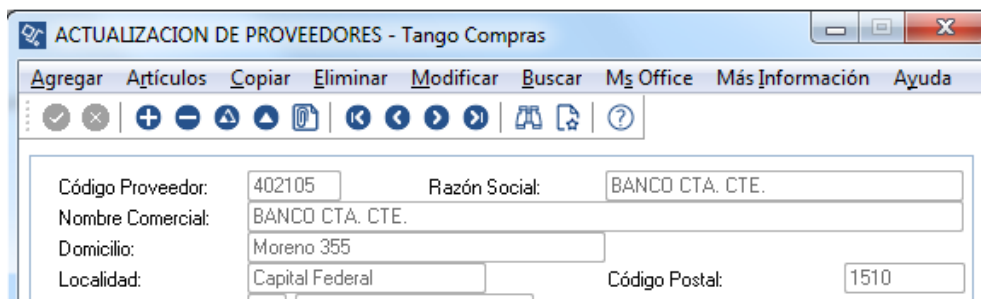 ACTUALIZACION DE PROVEEDORES - Tango Compras
Agregar Artículos Copiar Eliminar Modificar Buscar Ms Office Más Información Ayuda
Código Proveedor: 402105 Razón Social: BANCO CTA. CTE.
Nombre Comercial: BANCO CTA. CTE.
Domicilio: Moreno 355
Localidad: Capital Federal Código Postal: 1510